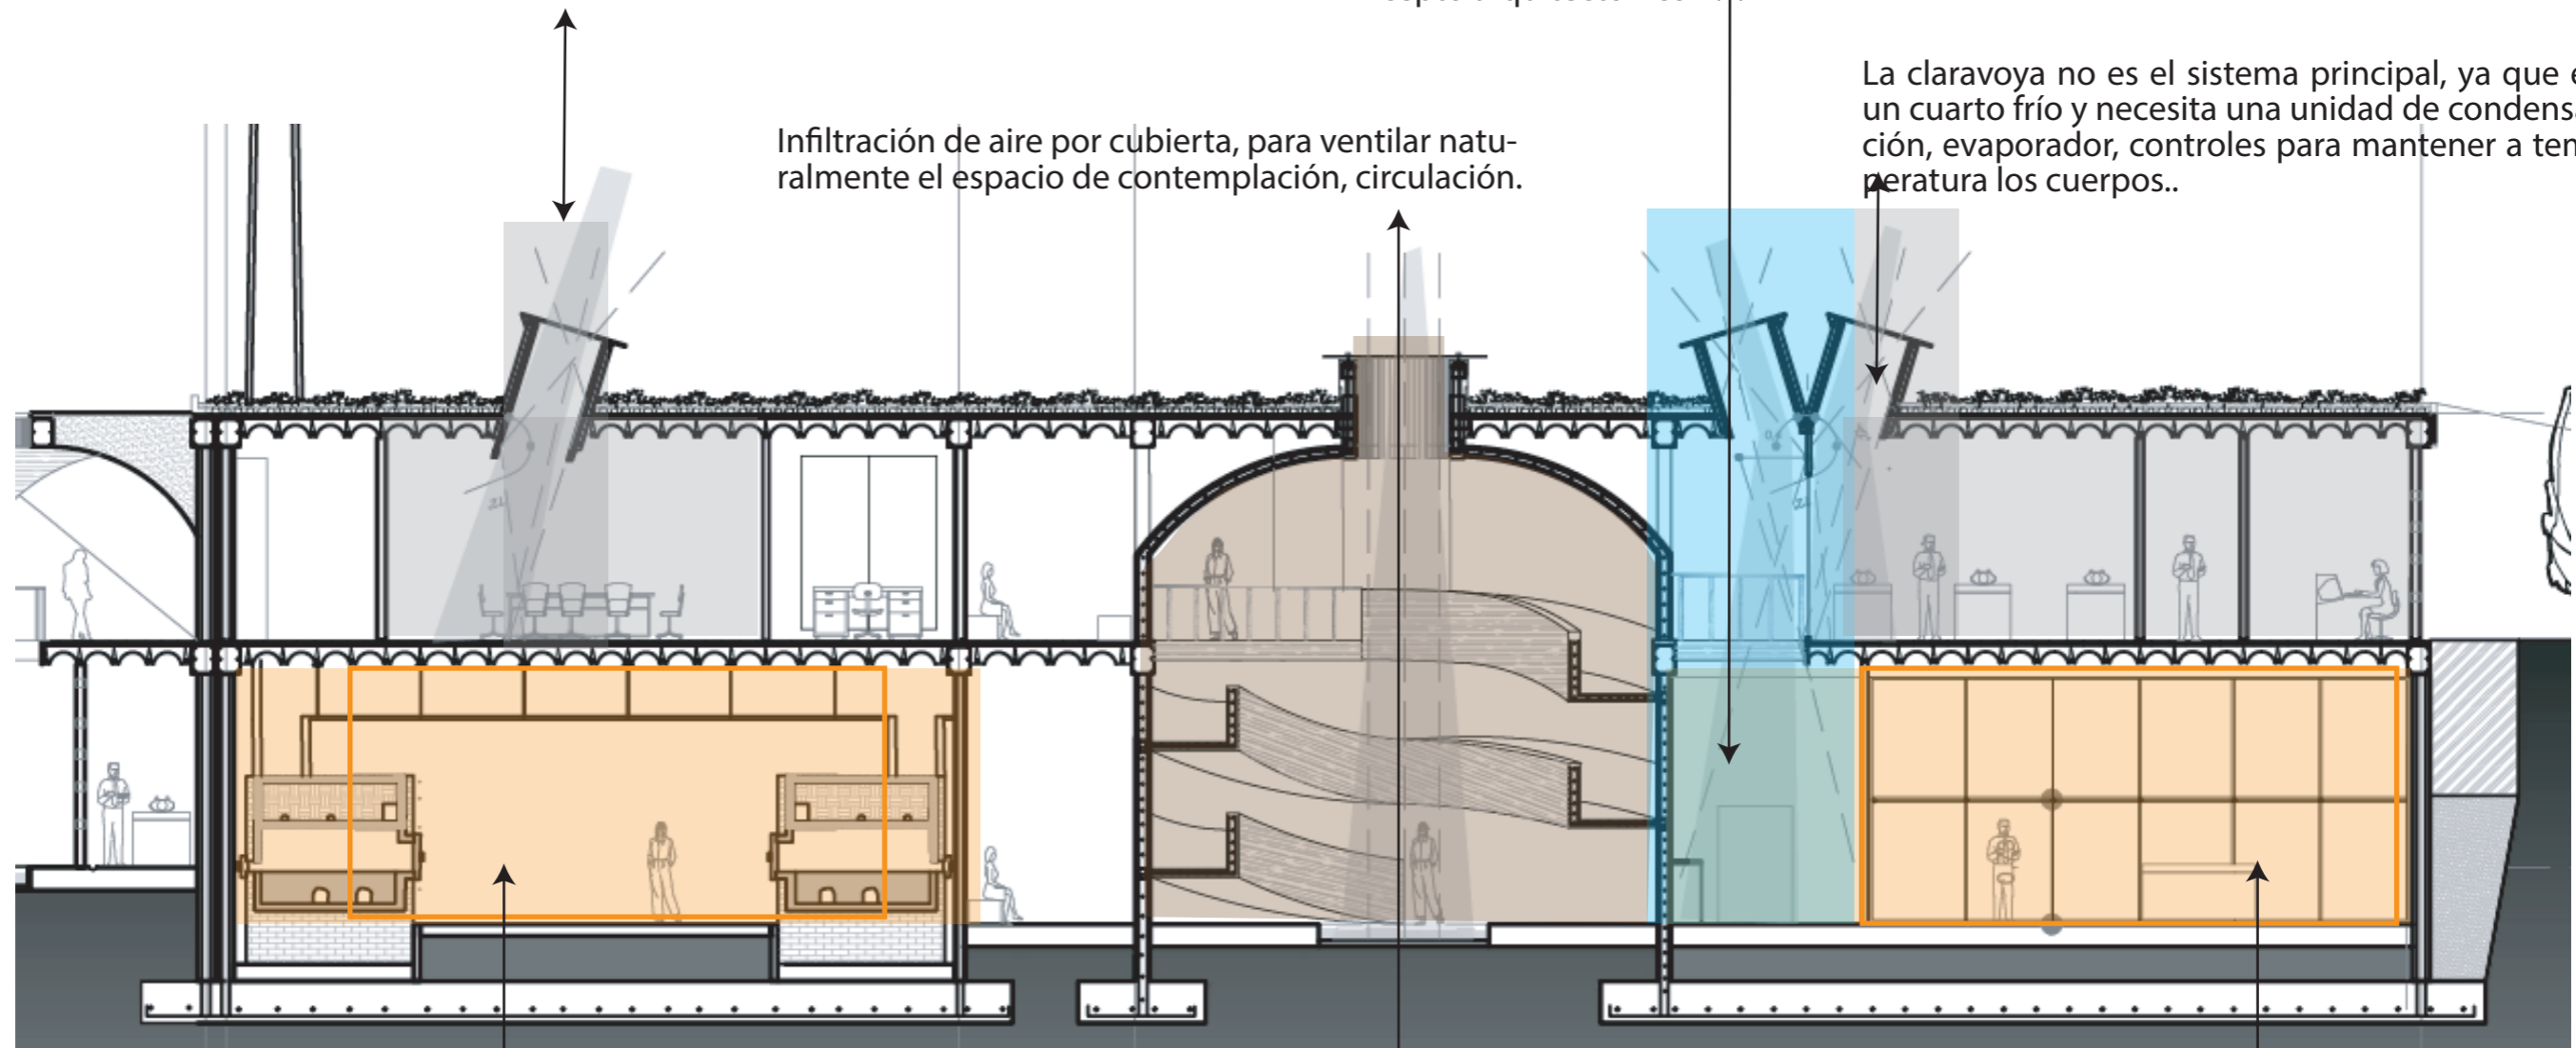 Infiltración de aire por cubierta, para ventilar natu-
ralmente el espacio de contemplación, circulación.
La claravoya no es el sistema principal, ya que
un cuarto frío y necesita una unidad de condens
ción, evaporador, controles para mantener a tem
peratura los cuerpos..